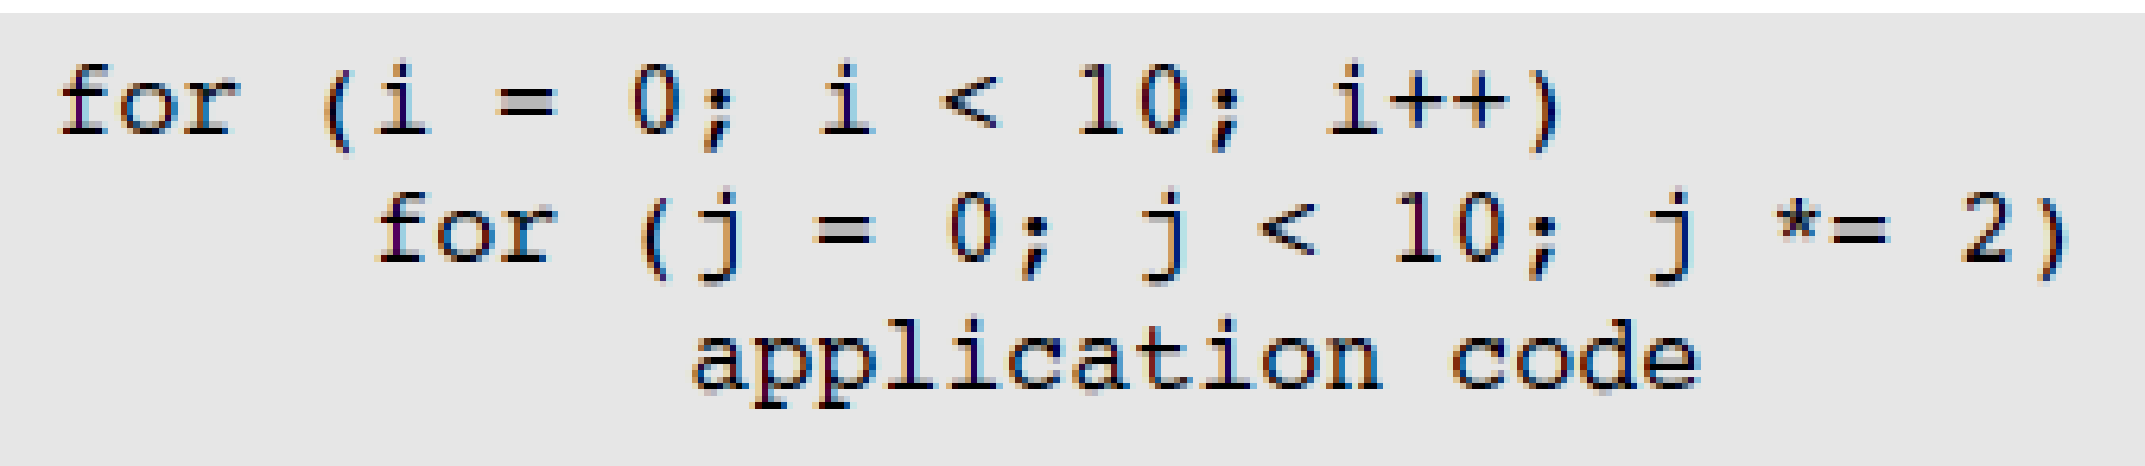 for (i = 0; i < 10; i++)
for (j = 0; j < 10; j *= 2)
application code